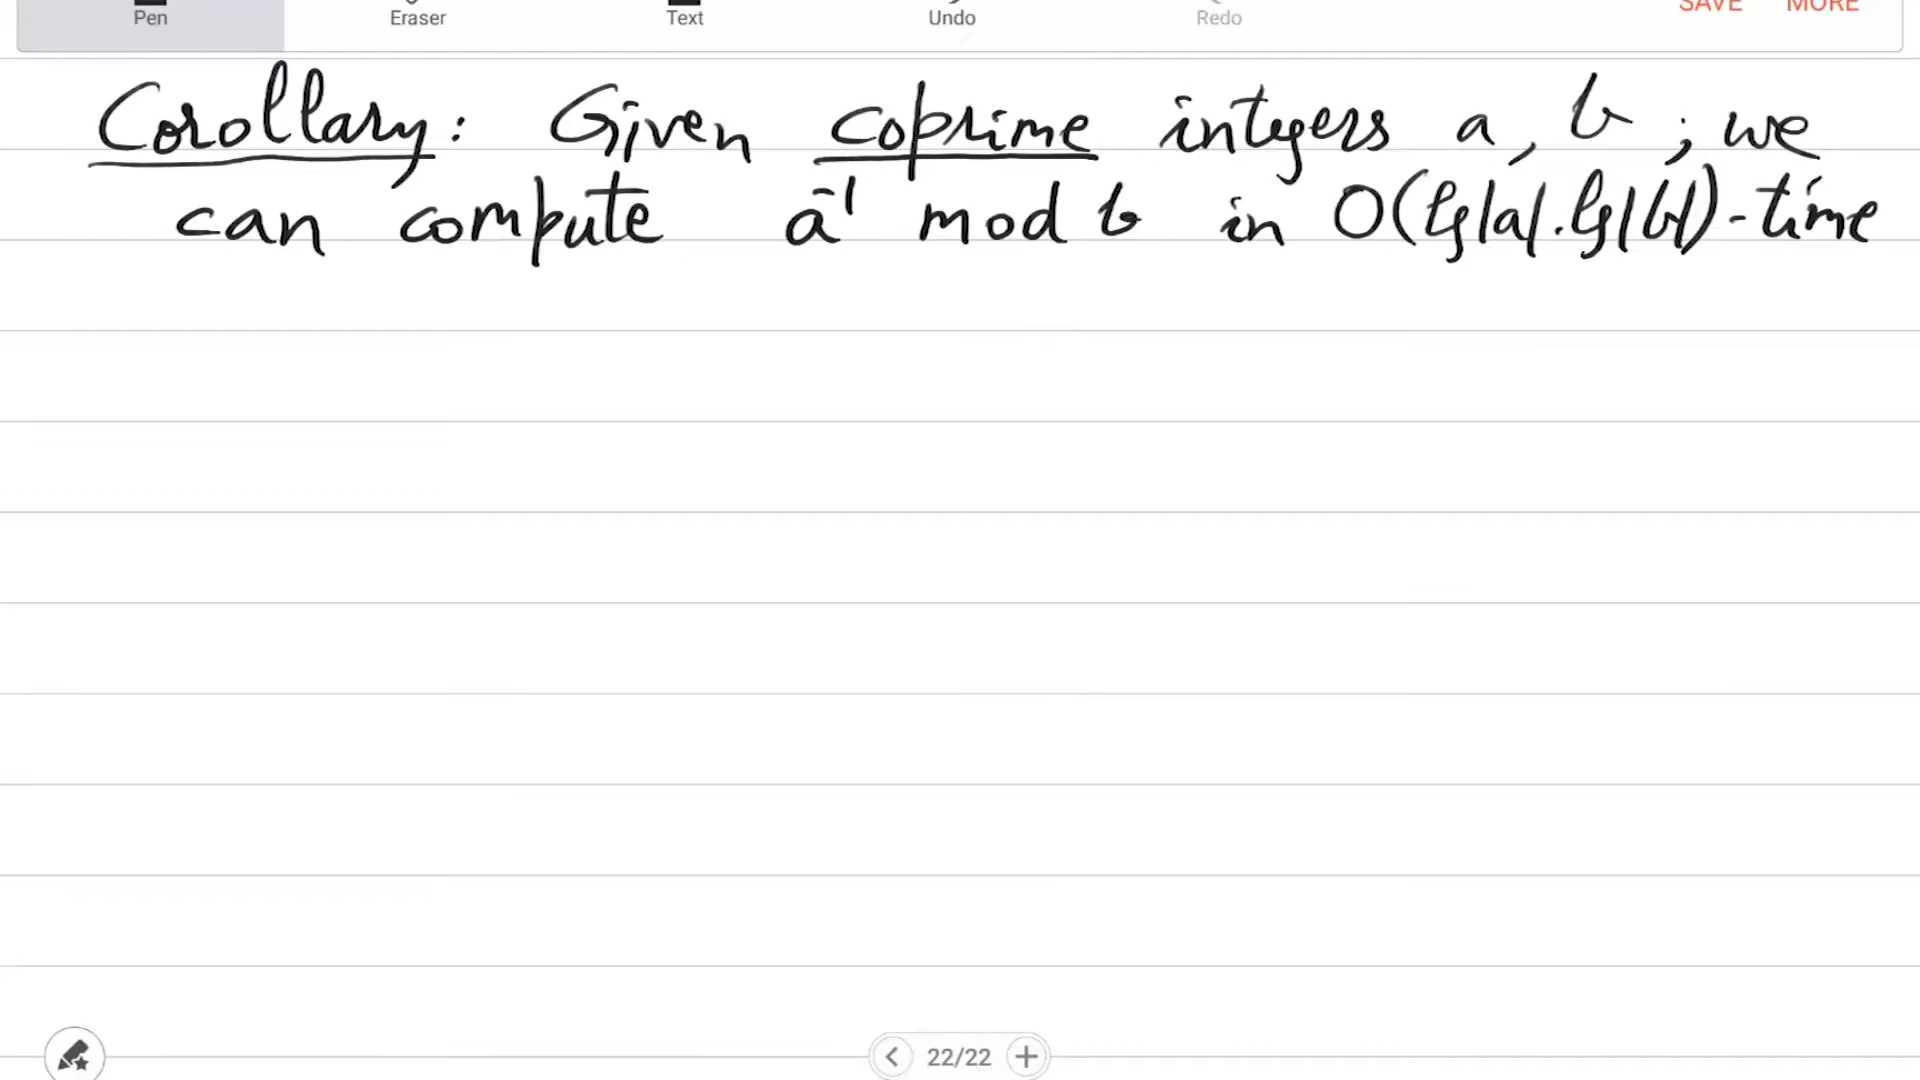 Pen Eraser Text Undo Redo SAVE MORE
Corollary: Given coprime integers a, b ; we
can compute a⁻¹ mod b in O(lg|a|.lg|b|)-time
22/22